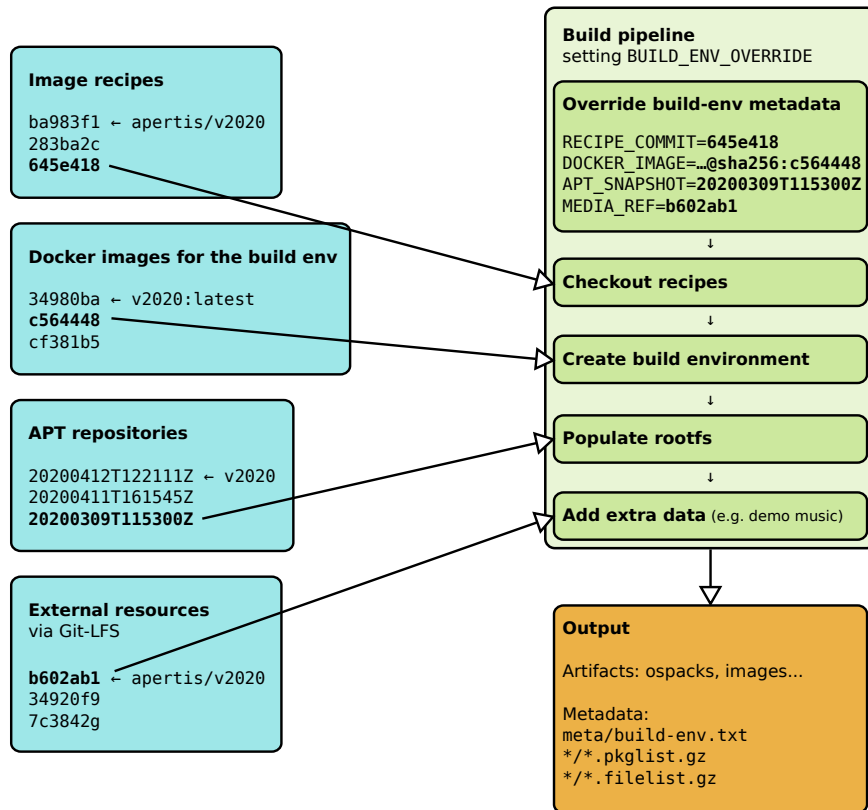 Image recipes
ba983f1 ← apertis/v2020
283ba2c
645e418
Docker images for the build env
34980ba ← v2020:latest
c564448
cf381b5
APT repositories
20200412T122111Z ← v2020
20200411T161545Z
20200309T115300Z
External resources
via Git-LFS
b602ab1 ← apertis/v2020
34920f9
7c3842g
Build pipeline
setting BUILD_ENV_OVERRIDE
Override build-env metadata
RECIPE_COMMIT=645e418
DOCKER_IMAGE=…@sha256:c564448
APT_SNAPSHOT=20200309T115300Z
MEDIA_REF=b602ab1
↓
Checkout recipes
↓
Create build environment
↓
Populate rootfs
↓
Add extra data (e.g. demo music)
Output
Artifacts: ospacks, images...
Metadata:
meta/build-env.txt
*/*.pkglist.gz
*/*.filelist.gz